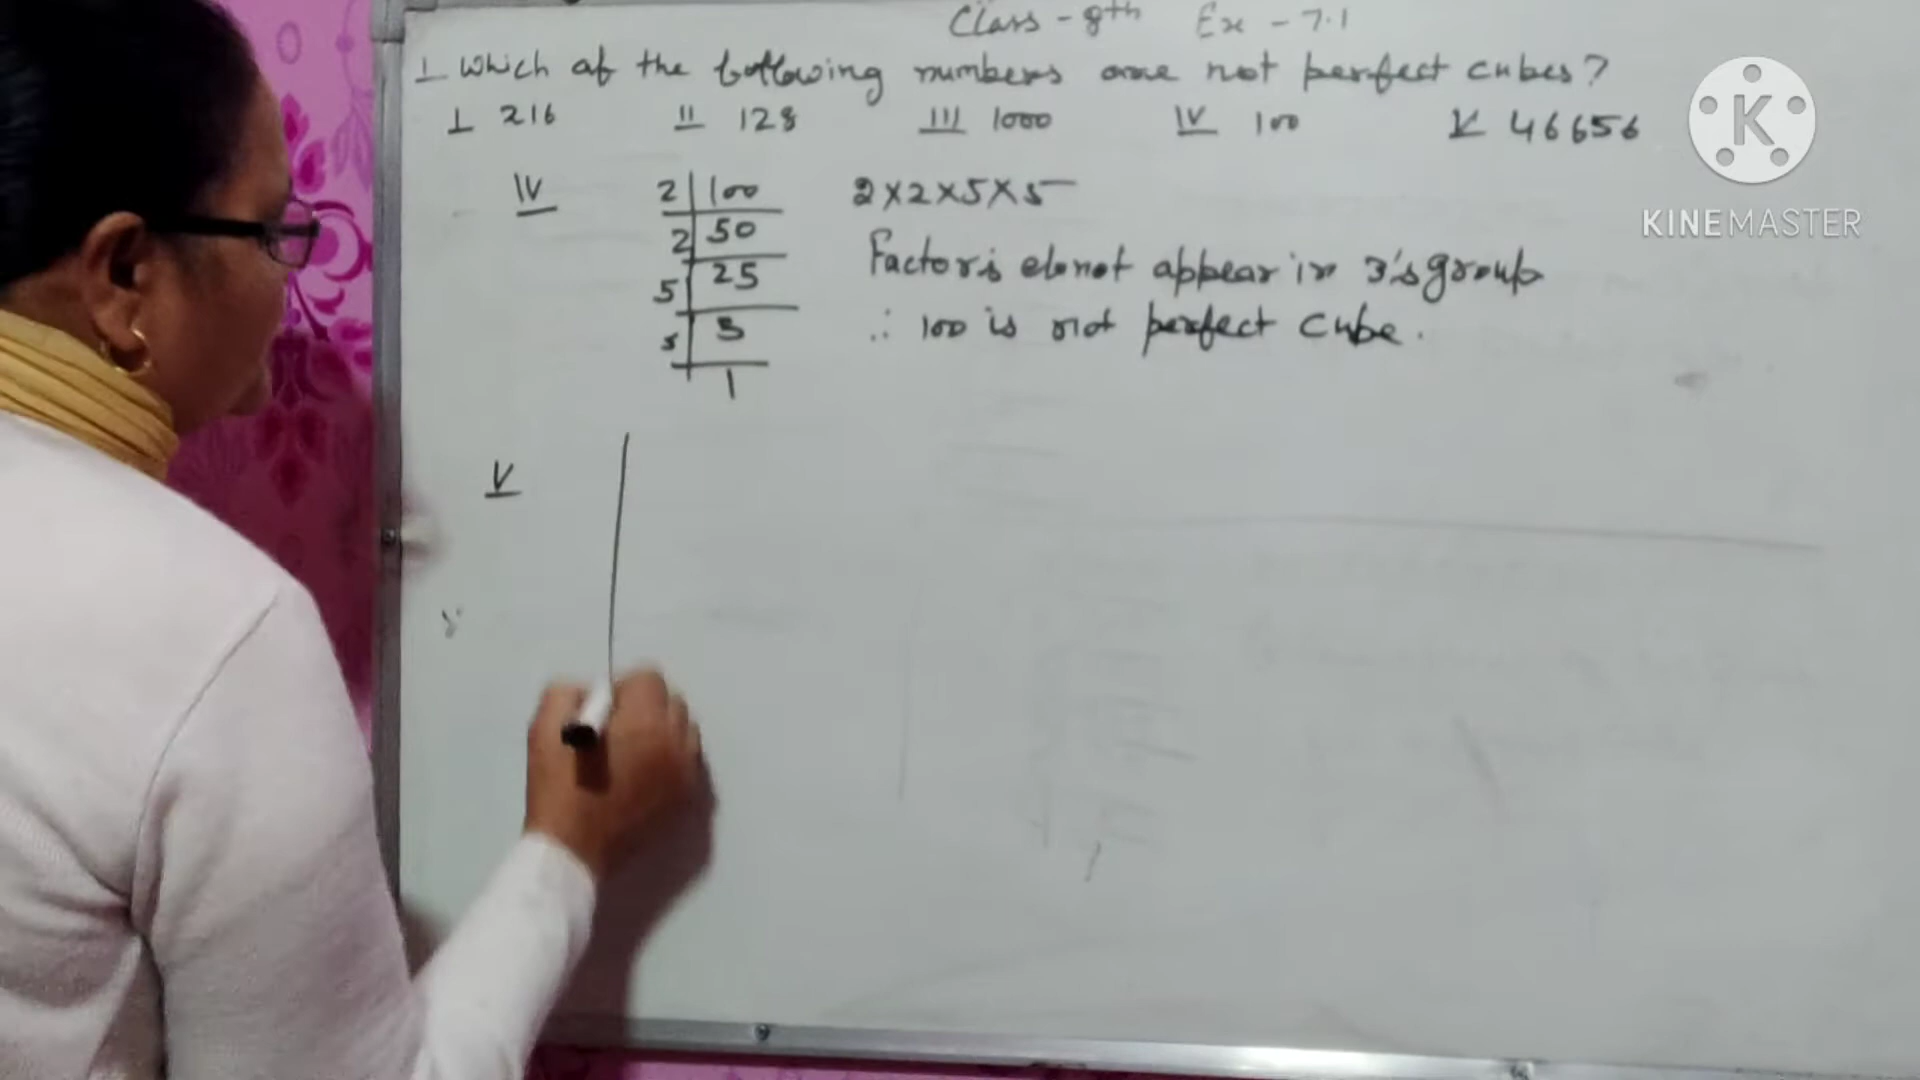 Class - 8th Ex - 7.1
1 Which of the following numbers are not perfect cubes?
I 216 II 128 III 1000 IV 100 V 46656
K
KINEMASTER
IV 2 | 100 2×2×5×5
2 | 50
Factors donot appear in 3's group
5 | 25
∴ 100 is not perfect cube.
5 | 5
1
V